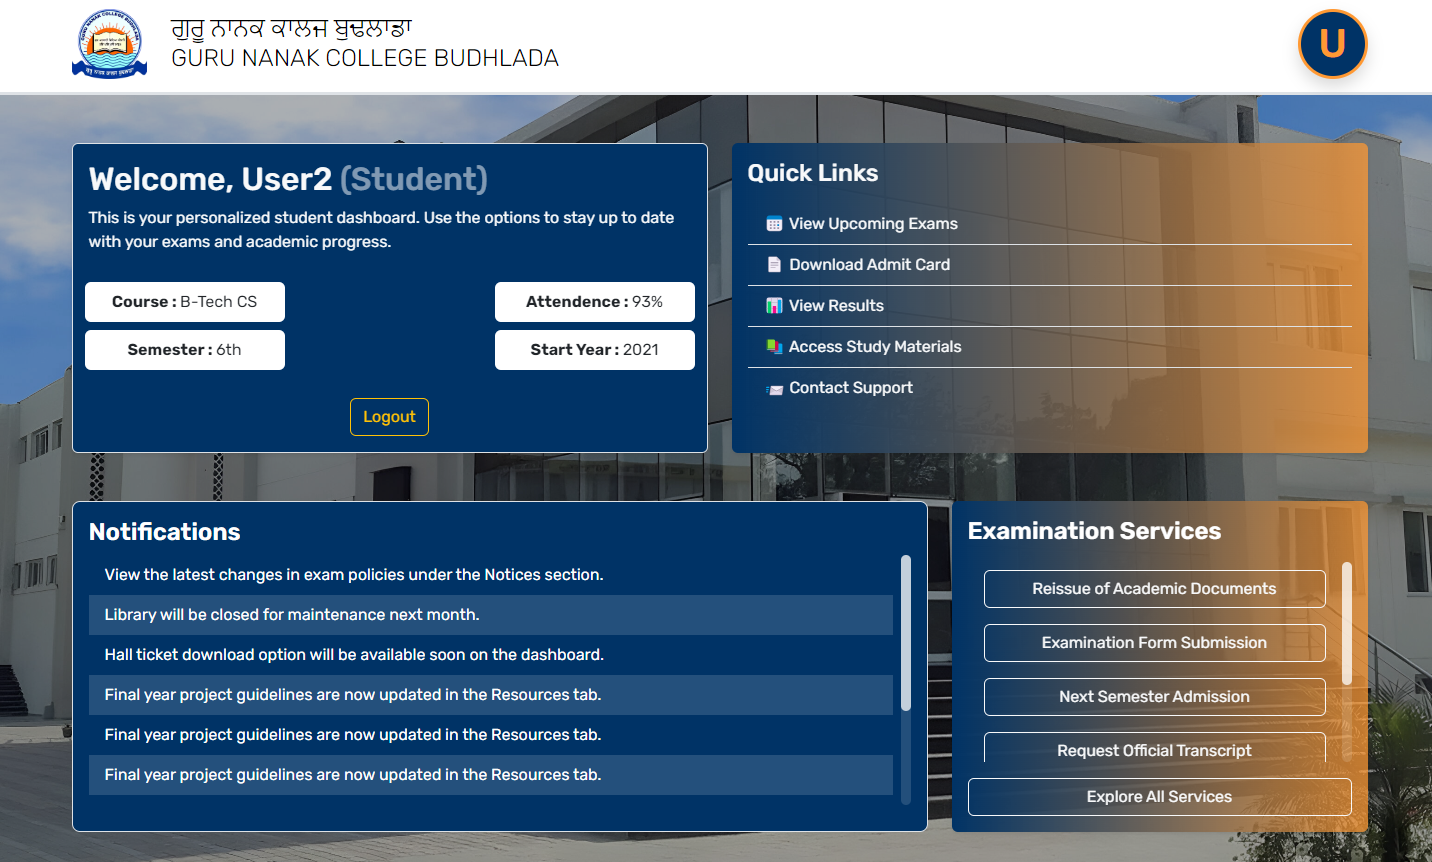 GURU NANAK COLLEGE BUDHLADA
ਗੁਰੂ ਨਾਨਕ ਕਾਲਜ ਬੁਢਲਾਡਾ
GURU NANAK COLLEGE BUDHLADA
U
Welcome, User2 (Student)
This is your personalized student dashboard. Use the options to stay up to date
with your exams and academic progress.
Course : B-Tech CS
Attendence : 93%
Semester : 6th
Start Year : 2021
Logout
Quick Links
View Upcoming Exams
Download Admit Card
View Results
Access Study Materials
Contact Support
Notifications
View the latest changes in exam policies under the Notices section.
Library will be closed for maintenance next month.
Hall ticket download option will be available soon on the dashboard.
Final year project guidelines are now updated in the Resources tab.
Final year project guidelines are now updated in the Resources tab.
Final year project guidelines are now updated in the Resources tab.
Examination Services
Reissue of Academic Documents
Examination Form Submission
Next Semester Admission
Request Official Transcript
Explore All Services